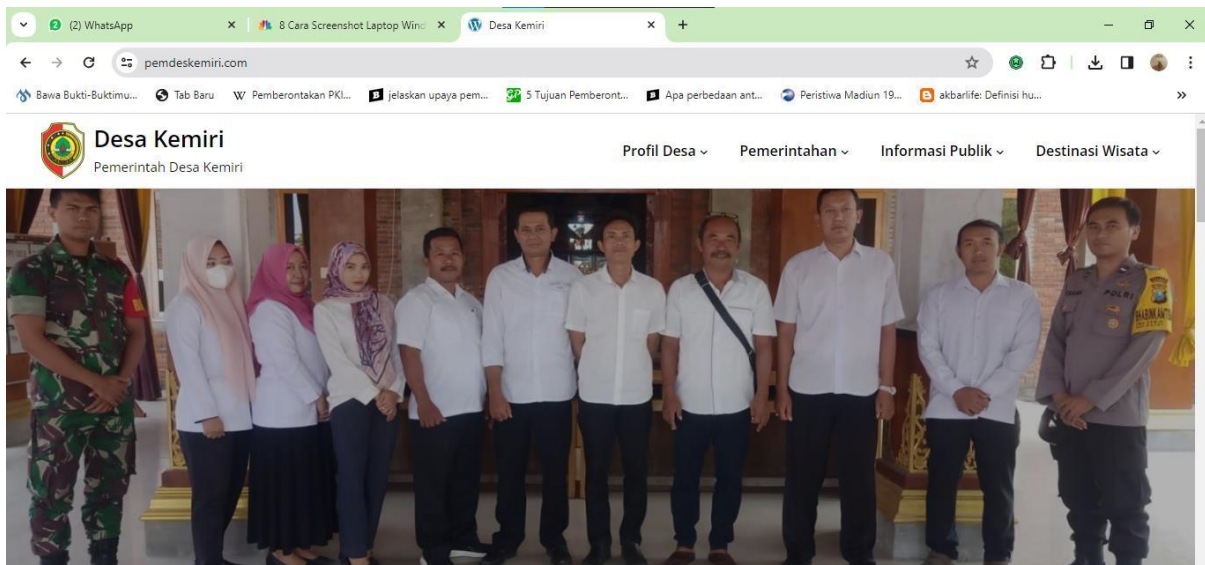 (2) WhatsApp
8 Cara Screenshot Laptop Wind
Desa Kemiri
pemdeskemiri.com
Bawa Bukti-Buktimu...
Tab Baru
Pemberontakan PKI...
jelaskan upaya pem...
5 Tujuan Pemberont...
Apa perbedaan ant...
Peristiwa Madiun 19...
akbarlife: Definisi hu...
Desa Kemiri
Pemerintah Desa Kemiri
Profil Desa
Pemerintahan
Informasi Publik
Destinasi Wisata
POLRI